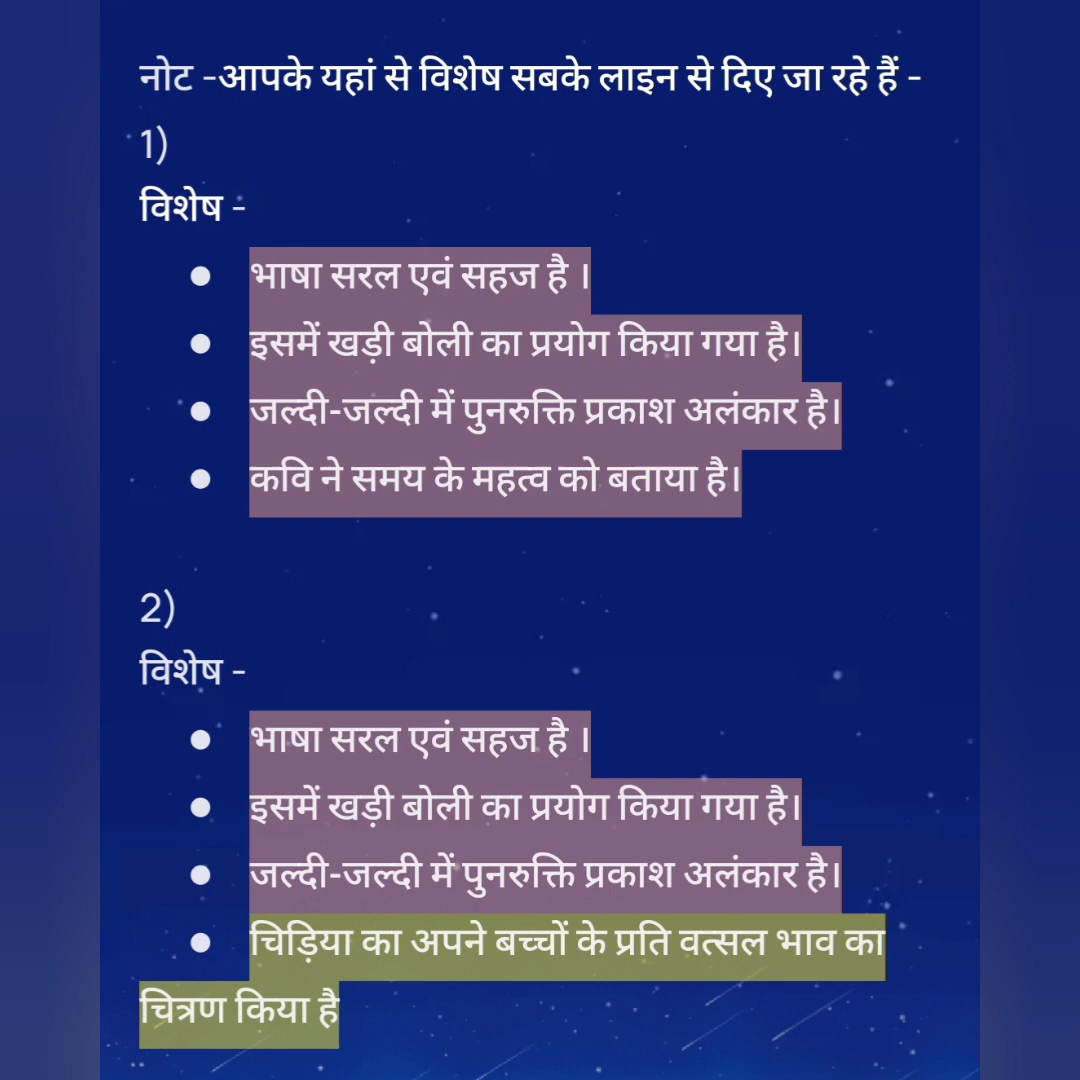 नोट -आपके यहां से विशेष सबके लाइन से दिए जा रहे हैं -
1)
विशेष -
● भाषा सरल एवं सहज है ।
● इसमें खड़ी बोली का प्रयोग किया गया है।
● जल्दी-जल्दी में पुनरुक्ति प्रकाश अलंकार है।
● कवि ने समय के महत्व को बताया है।
2)
विशेष -
● भाषा सरल एवं सहज है ।
● इसमें खड़ी बोली का प्रयोग किया गया है।
● जल्दी-जल्दी में पुनरुक्ति प्रकाश अलंकार है।
● चिड़िया का अपने बच्चों के प्रति वत्सल भाव का
चित्रण किया है